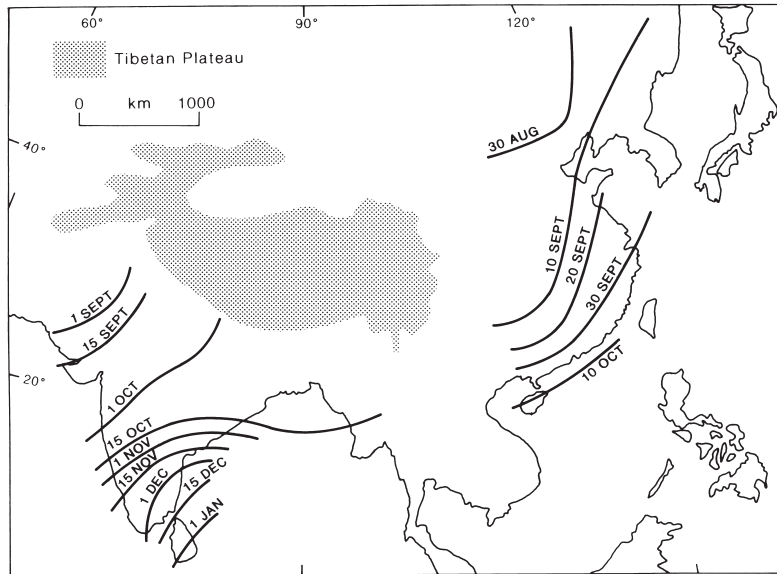 60°
90°
120°
Tibetan Plateau
0 km 1000
40°
30 AUG
10 SEPT
20 SEPT
30 SEPT
10 OCT
1 SEPT
15 SEPT
20°
1 OCT
15 OCT
1 NOV
15 NOV
1 DEC
15 DEC
1 JAN